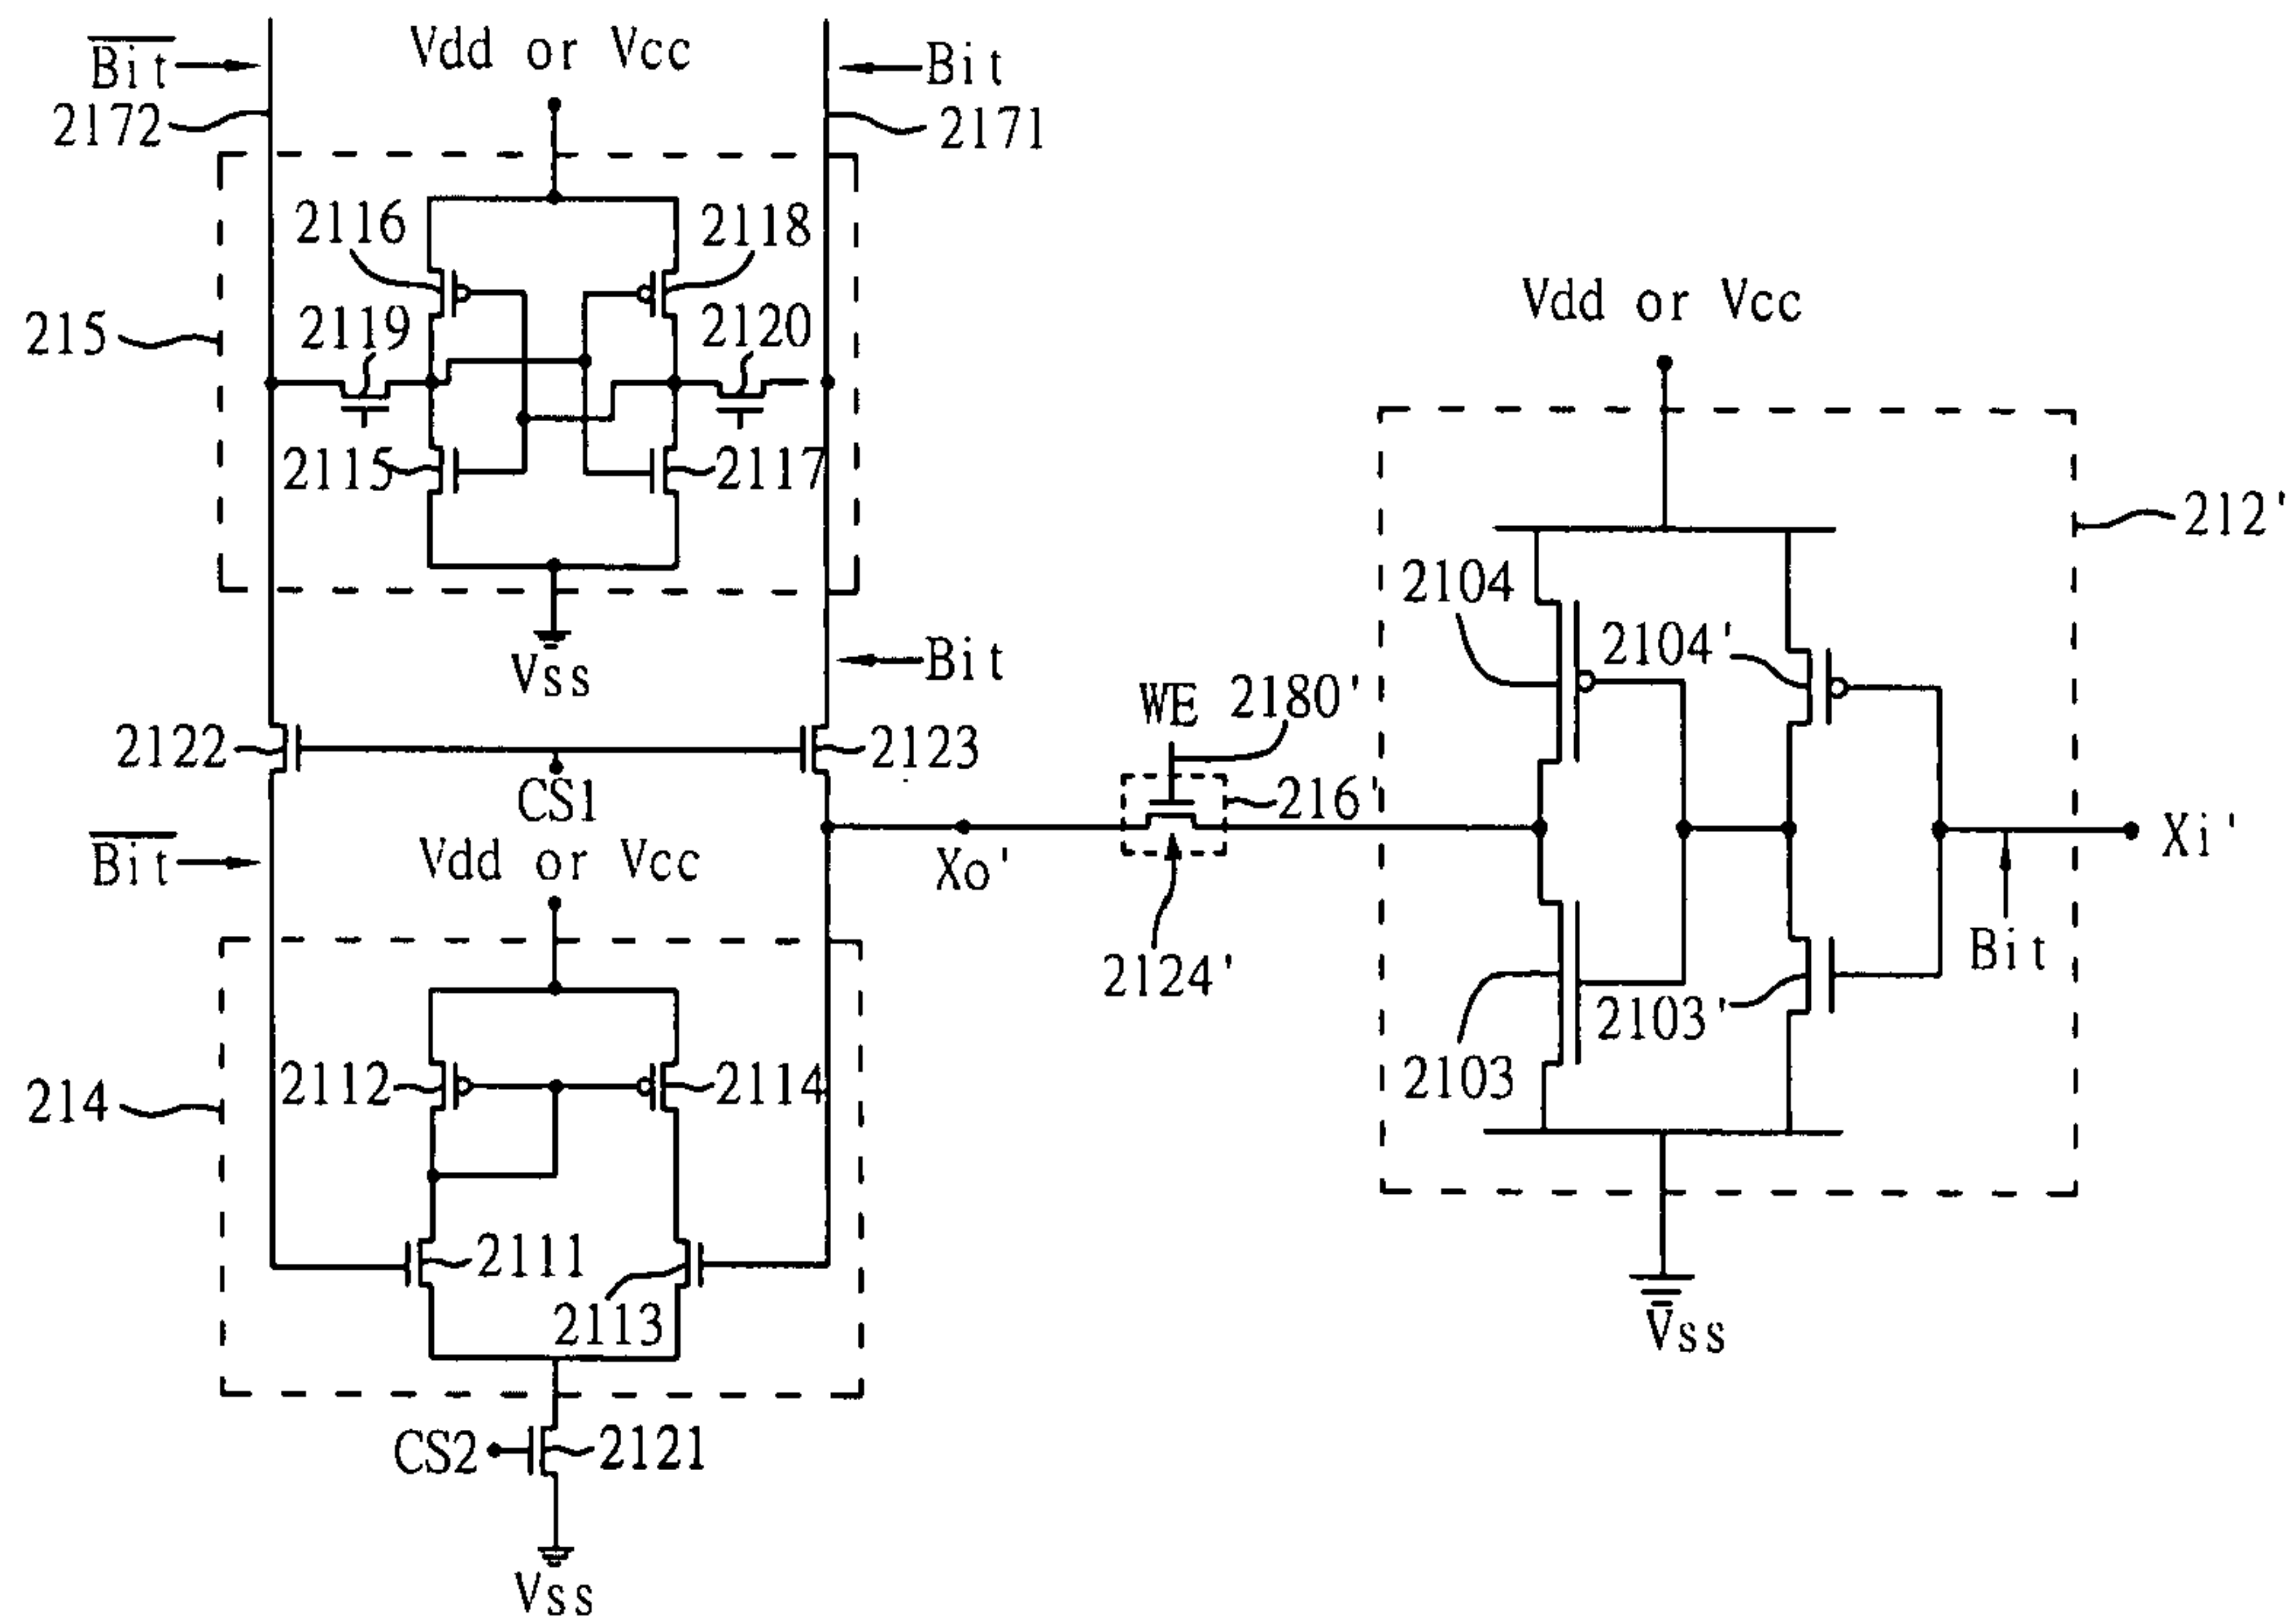 B̅i̅t̅
Vdd or Vcc
Bit
2172
2171
2116
2118
215
2119
2120
2115
2117
Vss
Bit
2122
2123
CS1
B̅i̅t̅
Vdd or Vcc
Xo'
WE
2180'
216'
2124'
Vdd or Vcc
212'
2104
2104'
Xi'
Bit
2103'
2103
Vss
214
2112
2114
2111
2113
CS2
2121
Vss